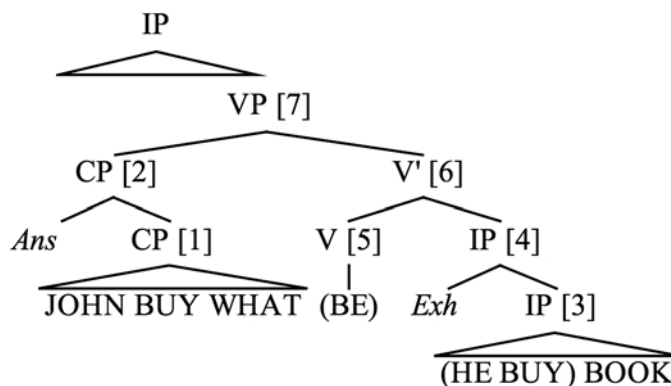 IP
VP [7]
CP [2] V' [6]
Ans CP [1] V [5] IP [4]
JOHN BUY WHAT (BE) Exh IP [3]
(HE BUY) BOOK